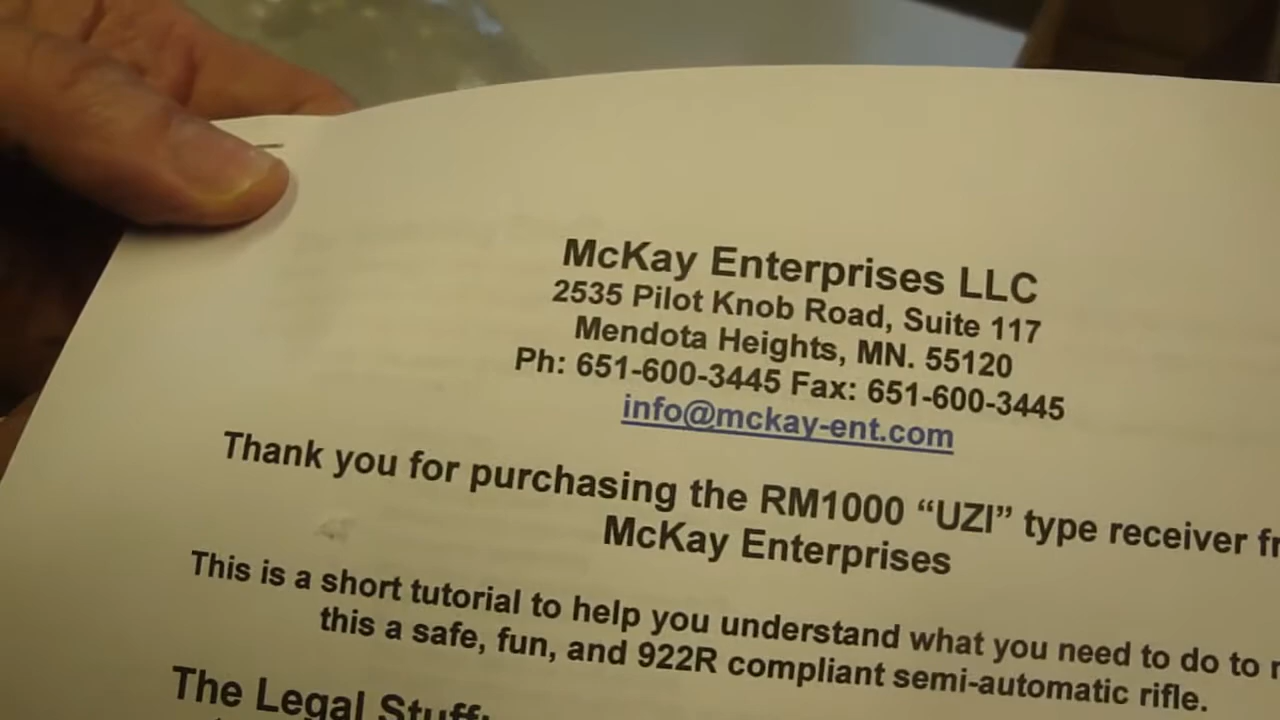 McKay Enterprises LLC
2535 Pilot Knob Road, Suite 117
Mendota Heights, MN. 55120
Ph: 651-600-3445 Fax: 651-600-3445
info@mckay-ent.com
Thank you for purchasing the RM1000 “UZI” type receiver
McKay Enterprises
This is a short tutorial to help you understand what you need to do to
this a safe, fun, and 922R compliant semi-automatic rifle.
The Legal Stuff: